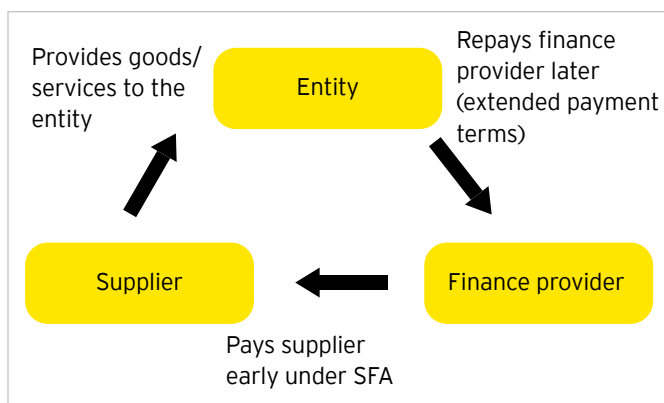 Provides goods/
services to the
entity
Entity
Repays finance
provider later
(extended payment
terms)
Supplier
Finance provider
Pays supplier
early under SFA